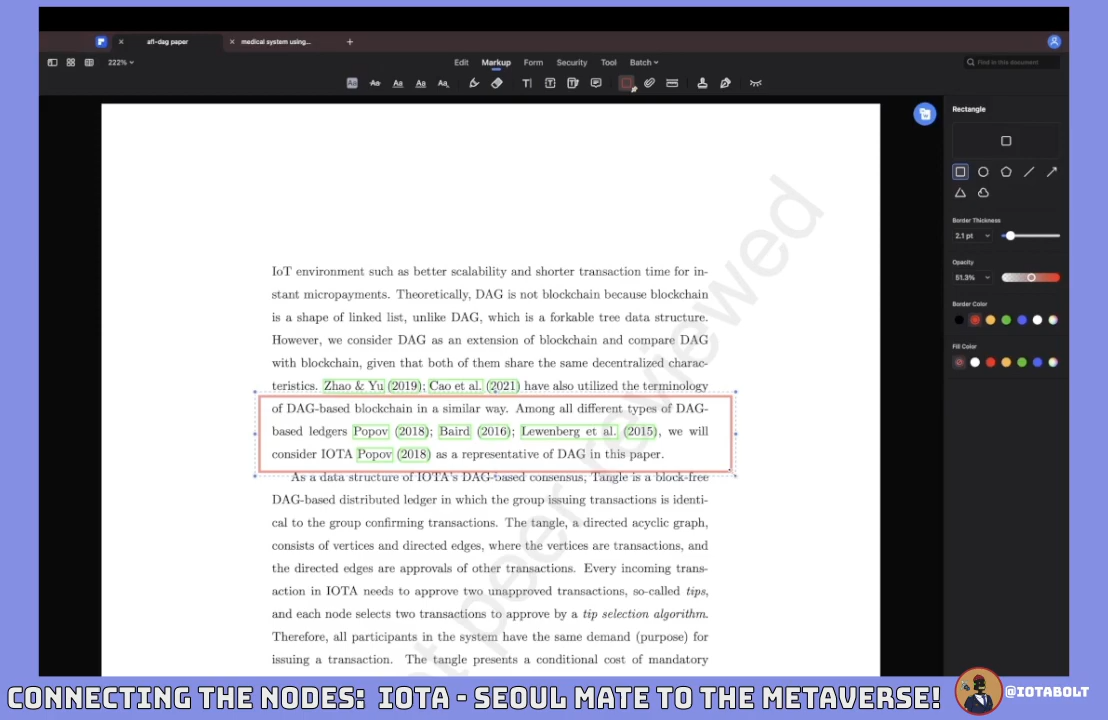 afl-dag paper
medical system using...
222%
Edit Markup Form Security Tool Batch
Find in this document
Rectangle
Border Thickness
2.1 pt
Opacity
51.3%
Border Color
Fill Color
IoT environment such as better scalability and shorter transaction time for in-
stant micropayments. Theoretically, DAG is not blockchain because blockchain
is a shape of linked list, unlike DAG, which is a forkable tree data structure.
However, we consider DAG as an extension of blockchain and compare DAG
with blockchain, given that both of them share the same decentralized charac-
teristics. Zhao & Yu (2019); Cao et al. (2021) have also utilized the terminology
of DAG-based blockchain in a similar way. Among all different types of DAG-
based ledgers Popov (2018); Baird (2016); Lewenberg et al. (2015), we will
consider IOTA Popov (2018) as a representative of DAG in this paper.
As a data structure of IOTA's DAG-based consensus, Tangle is a block-free
DAG-based distributed ledger in which the group issuing transactions is identi-
cal to the group confirming transactions. The tangle, a directed acyclic graph,
consists of vertices and directed edges, where the vertices are transactions, and
the directed edges are approvals of other transactions. Every incoming trans-
action in IOTA needs to approve two unapproved transactions, so-called tips,
and each node selects two transactions to approve by a tip selection algorithm.
Therefore, all participants in the system have the same demand (purpose) for
issuing a transaction. The tangle presents a conditional cost of mandatory
peer reviewed
CONNECTING THE NODES: IOTA - SEOUL MATE TO THE METAVERSE!
@IOTABOLT